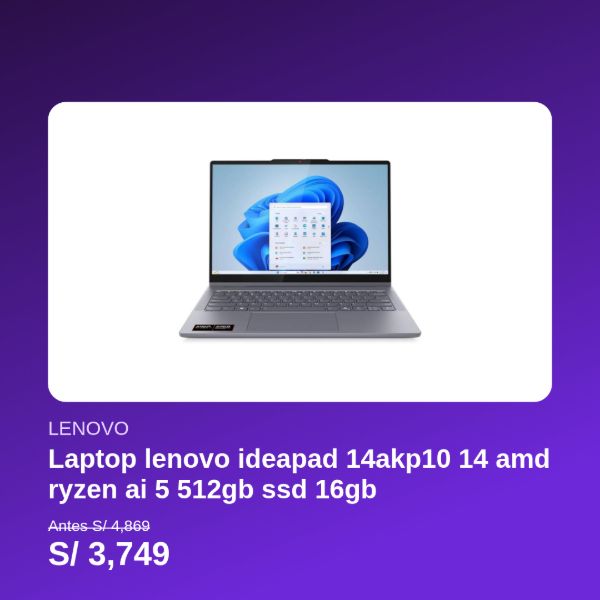 LENOVO
Laptop lenovo ideapad 14akp10 14 amd
ryzen ai 5 512gb ssd 16gb
Antes S/ 4,869
S/ 3,749